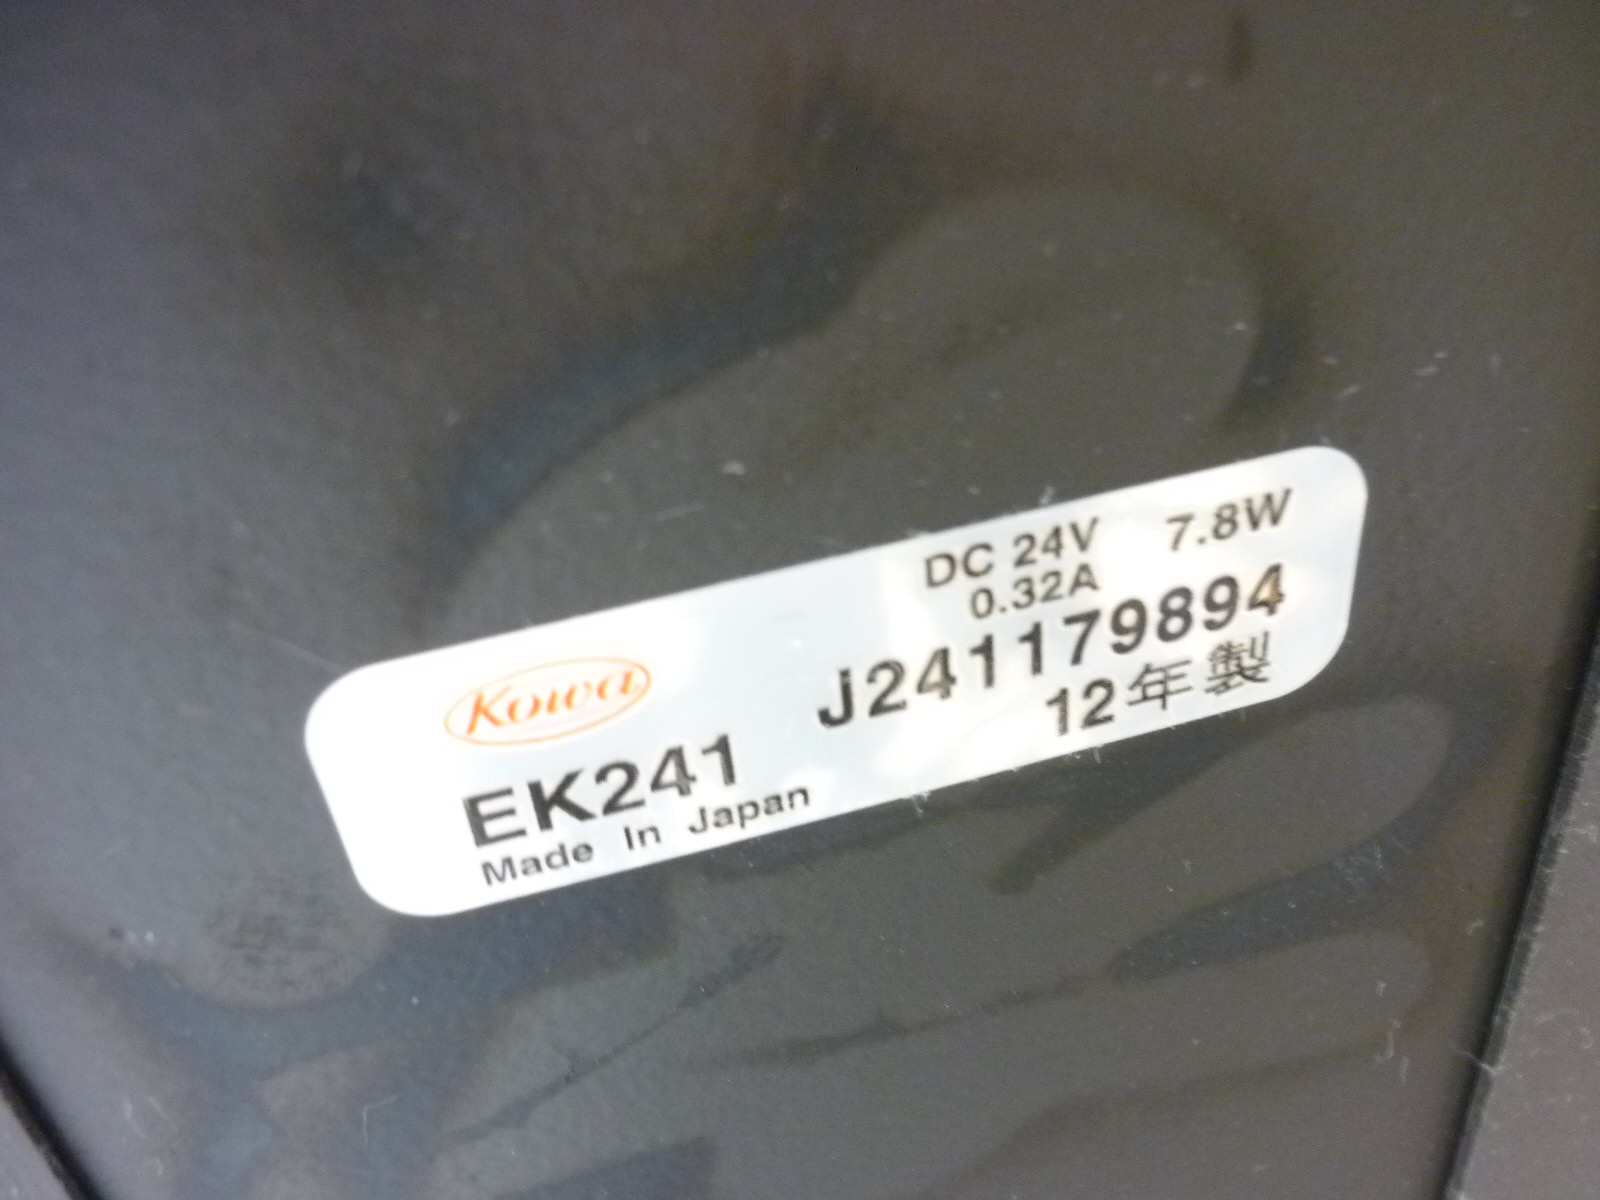 DC 24V 7.8W
0.32A
Kowa J241179894
EK241 12年製
Made In Japan